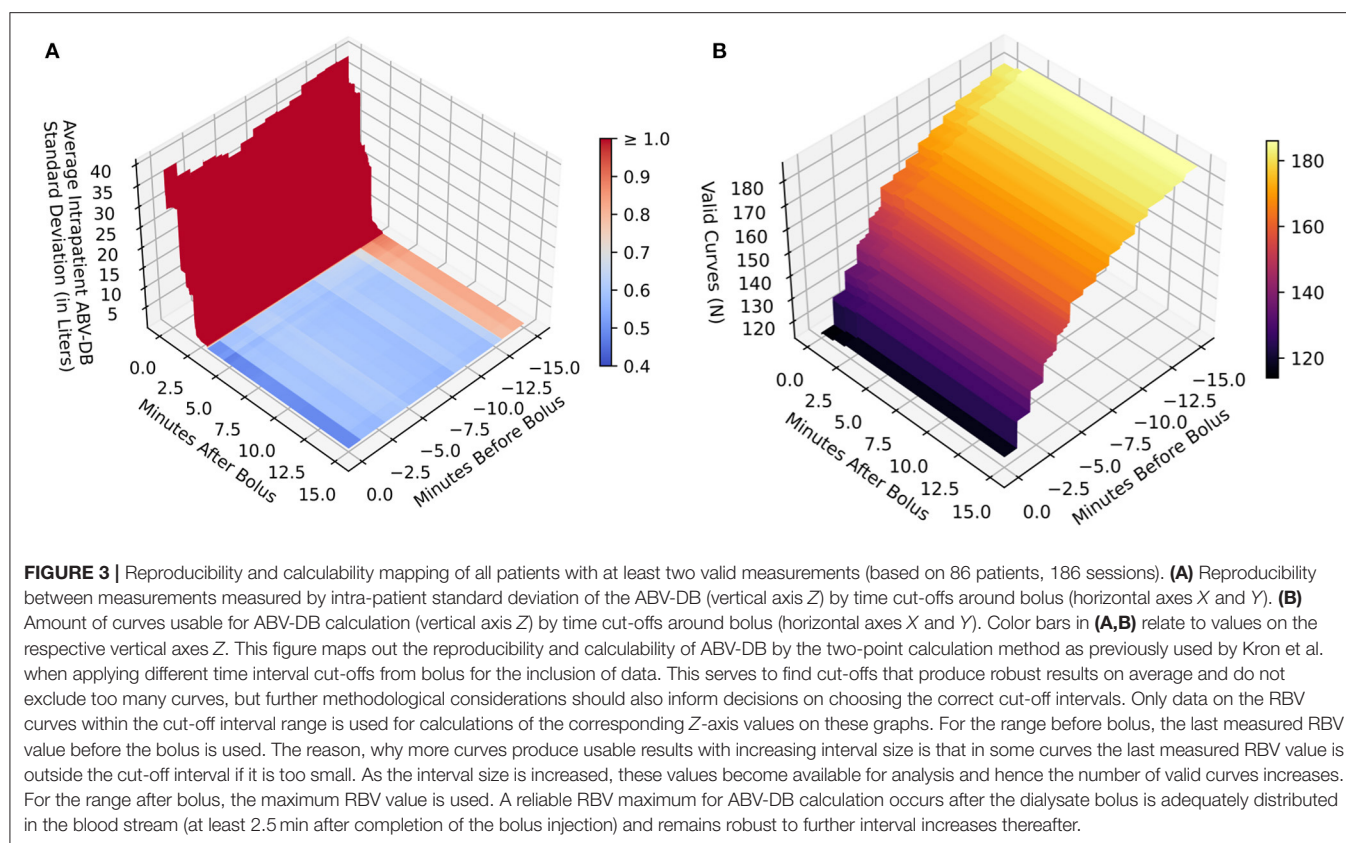 A
Average Intrapatient ABV-DB
Standard Deviation (in Liters)
40
35
30
25
20
15
10
5
0.0
2.5
5.0
7.5
10.0
12.5
15.0
Minutes After Bolus
−15.0
−12.5
−10.0
−7.5
−5.0
−2.5
0.0
Minutes Before Bolus
≥ 1.0
0.9
0.8
0.7
0.6
0.5
0.4
B
Valid Curves (N)
180
170
160
150
140
130
120
0.0
2.5
5.0
7.5
10.0
12.5
15.0
Minutes After Bolus
−15.0
−12.5
−10.0
−7.5
−5.0
−2.5
0.0
Minutes Before Bolus
180
160
140
120
FIGURE 3 | Reproducibility and calculability mapping of all patients with at least two valid measurements (based on 86 patients, 186 sessions). (A) Reproducibility
between measurements measured by intra-patient standard deviation of the ABV-DB (vertical axis Z) by time cut-offs around bolus (horizontal axes X and Y). (B)
Amount of curves usable for ABV-DB calculation (vertical axis Z) by time cut-offs around bolus (horizontal axes X and Y). Color bars in (A,B) relate to values on the
respective vertical axes Z. This figure maps out the reproducibility and calculability of ABV-DB by the two-point calculation method as previously used by Kron et al.
when applying different time interval cut-offs from bolus for the inclusion of data. This serves to find cut-offs that produce robust results on average and do not
exclude too many curves, but further methodological considerations should also inform decisions on choosing the correct cut-off intervals. Only data on the RBV
curves within the cut-off interval range is used for calculations of the corresponding Z-axis values on these graphs. For the range before bolus, the last measured RBV
value before the bolus is used. The reason, why more curves produce usable results with increasing interval size is that in some curves the last measured RBV value is
outside the cut-off interval if it is too small. As the interval size is increased, these values become available for analysis and hence the number of valid curves increases.
For the range after bolus, the maximum RBV value is used. A reliable RBV maximum for ABV-DB calculation occurs after the dialysate bolus is adequately distributed
in the blood stream (at least 2.5 min after completion of the bolus injection) and remains robust to further interval increases thereafter.